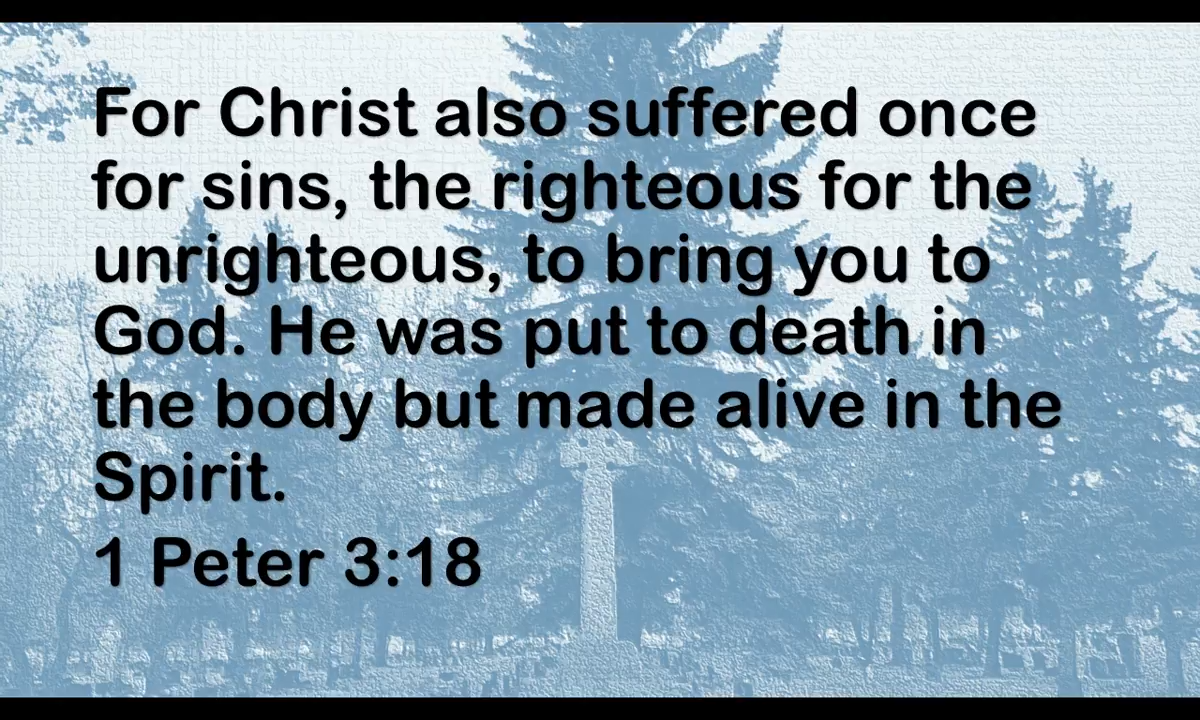 For Christ also suffered once
for sins, the righteous for the
unrighteous, to bring you to
God. He was put to death in
the body but made alive in the
Spirit.
1 Peter 3:18